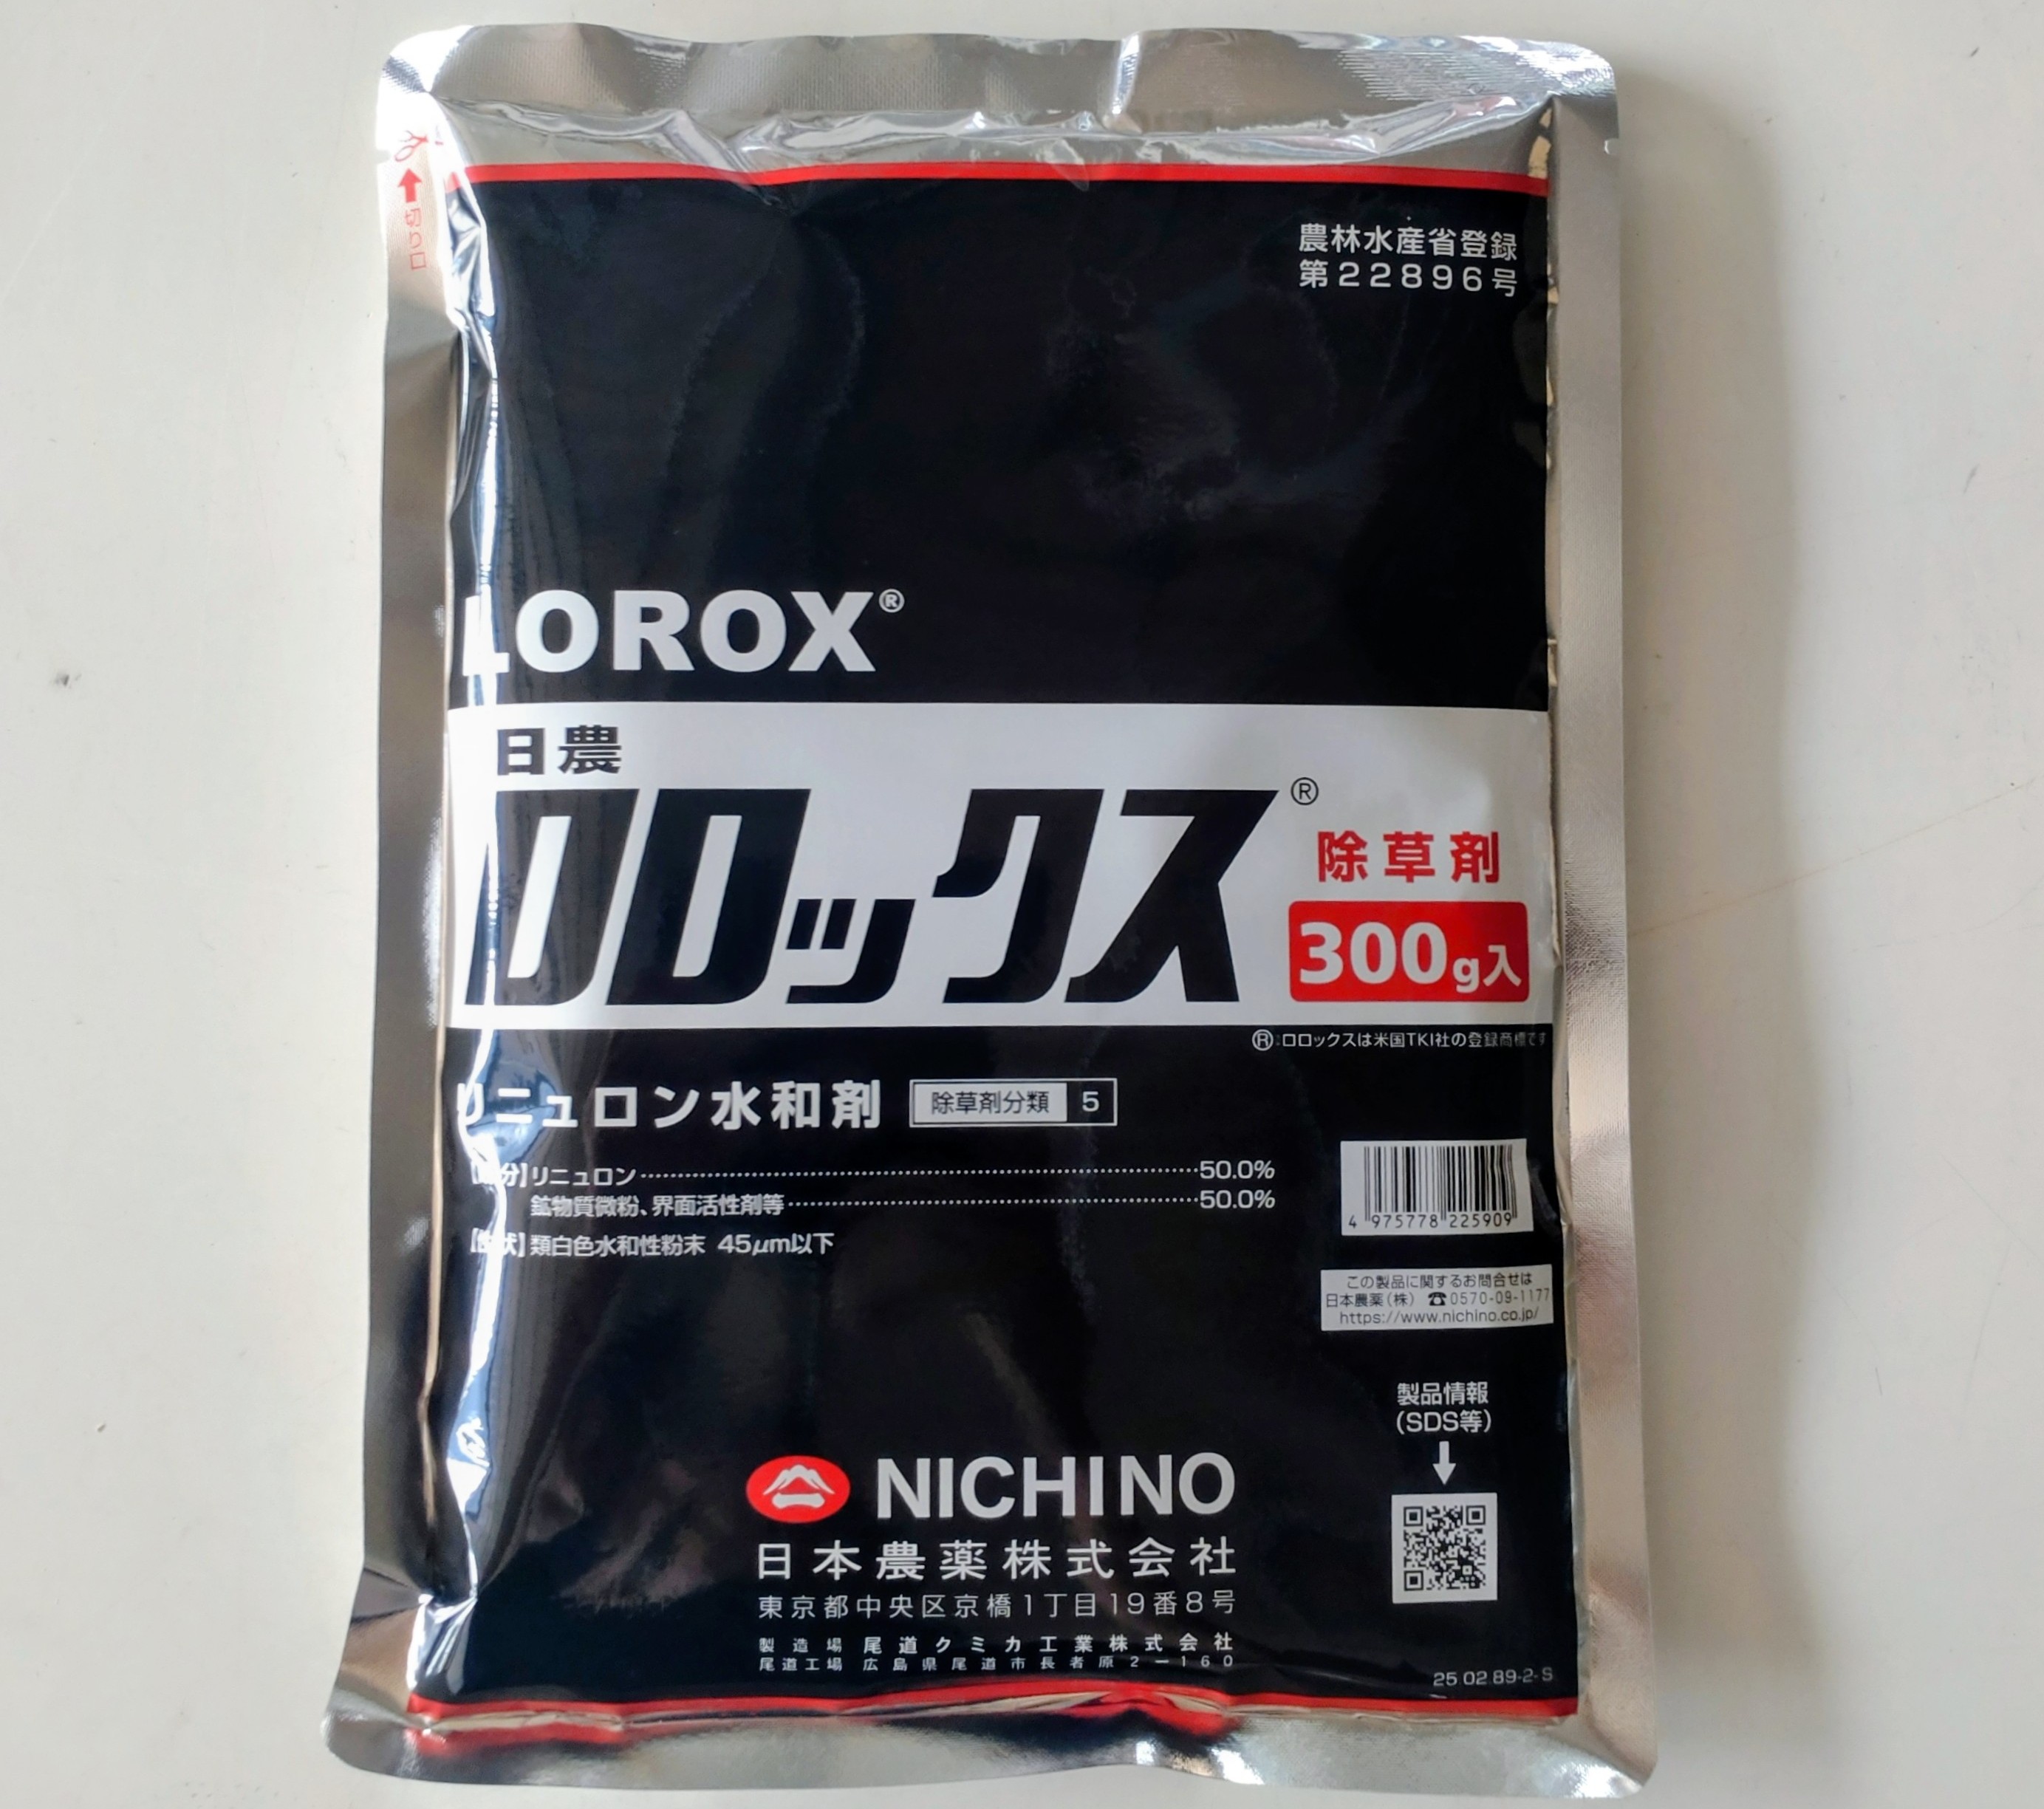 切り口
農林水産省登録
第22896号
LOROX®
日農
ロロックス®
除草剤
300g入
®:ロロックスは米国TKI社の登録商標です
リニュロン水和剤 除草剤分類 5
【成分】リニュロン……50.0%
鉱物質微粉、界面活性剤等……50.0%
【性状】類白色水和性粉末 45μm以下
4 975778 225909
この製品に関するお問合せは
日本農薬(株) ☎0570-09-1177
https://www.nichino.co.jp/
製品情報
(SDS等)
NICHINO
日本農薬株式会社
東京都中央区京橋1丁目19番8号
製造場 尾道クミカ工業株式会社
尾道工場 広島県尾道市長者原2-160
25 02 89-2-S